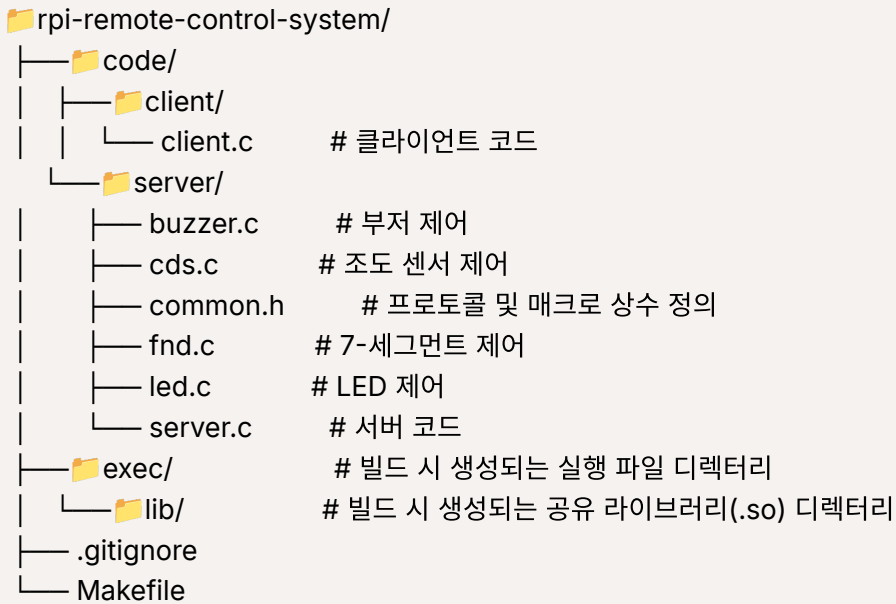 📁rpi-remote-control-system/
├──📁code/
│ ├──📁client/
│ │ └── client.c # 클라이언트 코드
└──📁server/
│ ├── buzzer.c # 부저 제어
│ ├── cds.c # 조도 센서 제어
│ ├── common.h # 프로토콜 및 매크로 상수 정의
│ ├── fnd.c # 7-세그먼트 제어
│ ├── led.c # LED 제어
│ └── server.c # 서버 코드
├──📁exec/ # 빌드 시 생성되는 실행 파일 디렉터리
│ └──📁lib/ # 빌드 시 생성되는 공유 라이브러리(.so) 디렉터리
├── .gitignore
└── Makefile